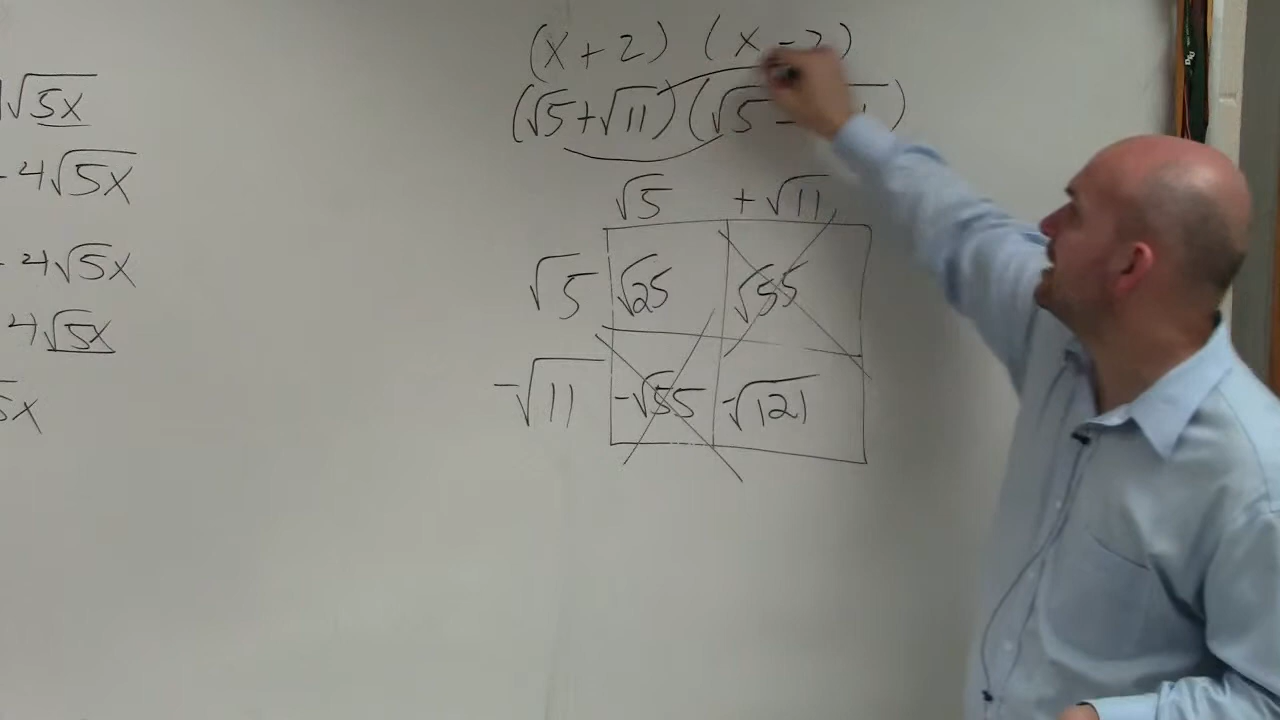 √5x
- 4√5x
- 4√5x
4√5x
5x
(x + 2) (x - 2)
(√5+√11)(√5-
√5 + √11
√5 √25 √55
-√11 -√55 -√121